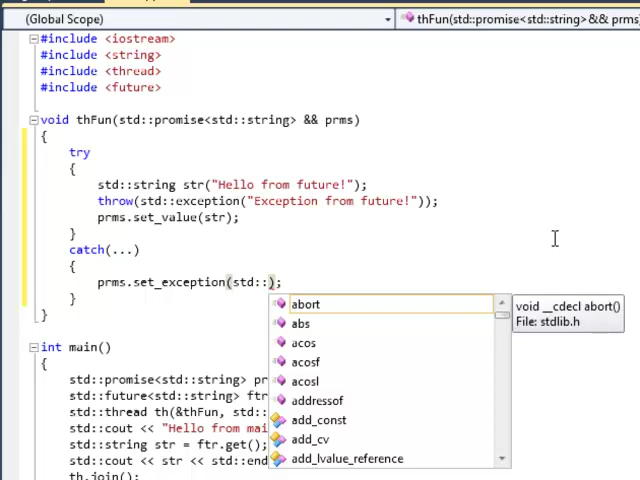 (Global Scope) thFun(std::promise<std::string>&& prms)
#include <iostream>
#include <string>
#include <thread>
#include <future>
void thFun(std::promise<std::string> && prms)
{
try
{
std::string str("Hello from future!");
throw(std::exception("Exception from future!"));
prms.set_value(str);
}
catch(...)
{
prms.set_exception(std::);
}
}
abort
abs
acos
acosf
acosl
addressof
add_const
add_cv
add_lvalue_reference
void __cdecl abort()
File: stdlib.h
int main()
{
std::promise<std::string> pr
std::future<std::string> ftr
std::thread th(&thFun, std::
std::cout << "Hello from mai
std::string str = ftr.get();
std::cout << str << std::end
th.join();